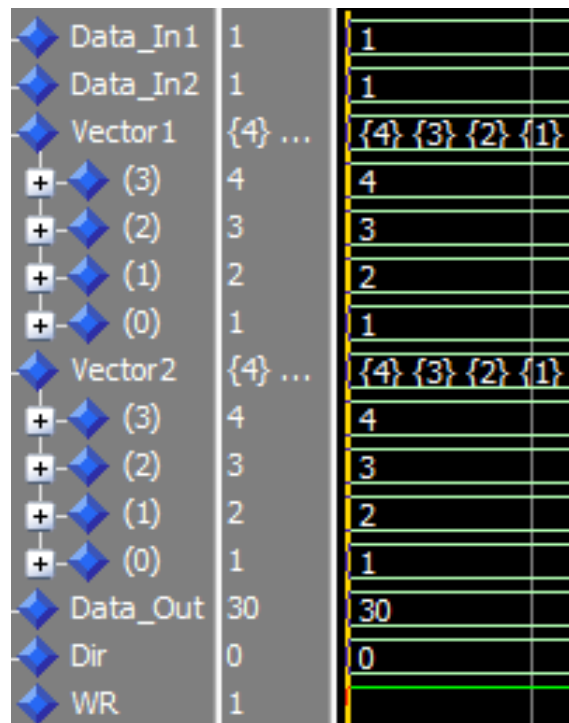 Data_In1 1 1
Data_In2 1 1
Vector1 {4} ... {4} {3} {2} {1}
(3) 4 4
(2) 3 3
(1) 2 2
(0) 1 1
Vector2 {4} ... {4} {3} {2} {1}
(3) 4 4
(2) 3 3
(1) 2 2
(0) 1 1
Data_Out 30 30
Dir 0 0
WR 1